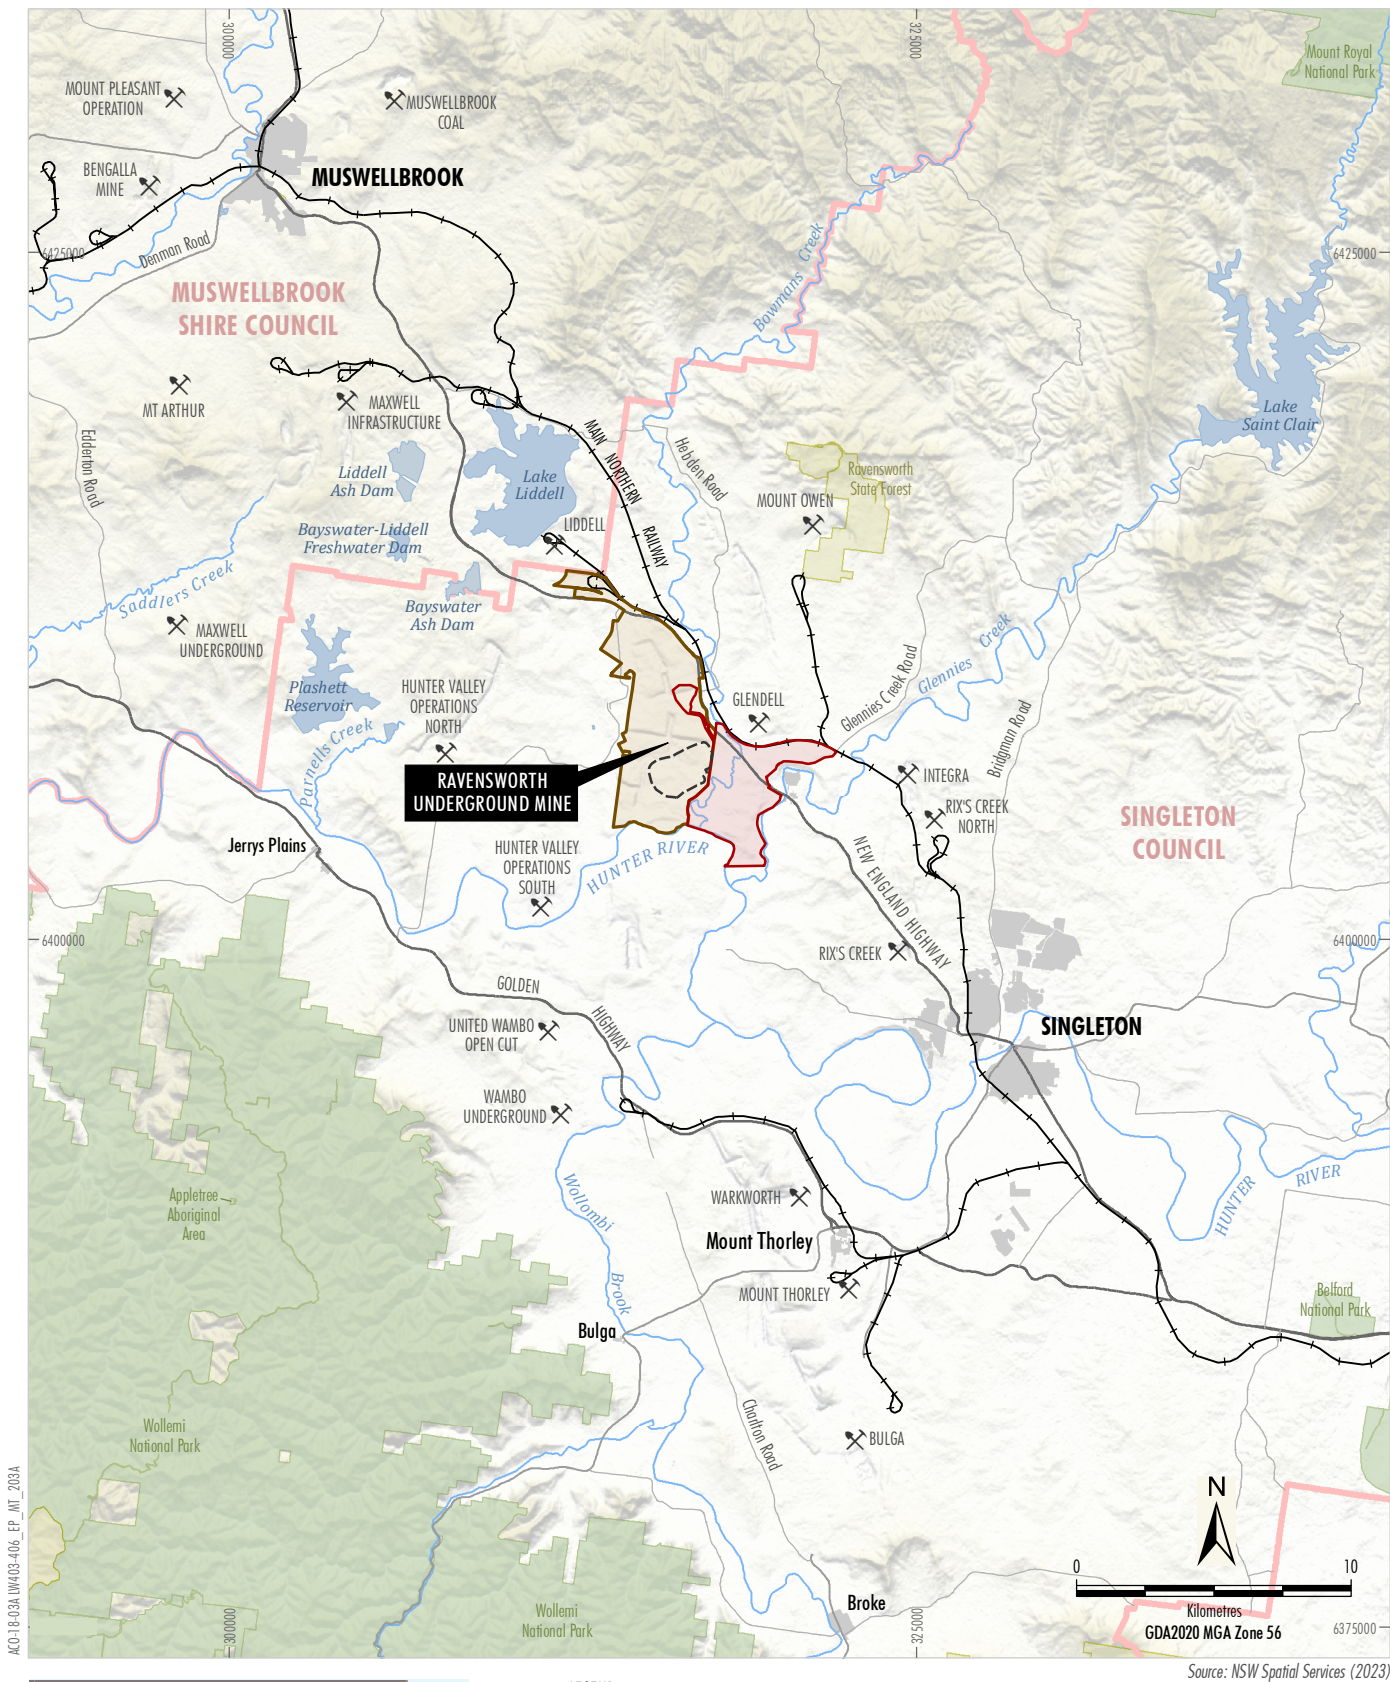 300000
325000
Mount Royal
National Park
MOUNT PLEASANT
OPERATION
MUSWELLBROOK
COAL
BENGALLA
MINE
MUSWELLBROOK
Denman Road
6425000
6425000
Bowmans Creek
MUSWELLBROOK
SHIRE COUNCIL
MT ARTHUR
MAXWELL
INFRASTRUCTURE
Lake
Saint Clair
Edderton Road
MAIN NORTHERN RAILWAY
Hebden Road
Liddell
Ash Dam
Lake
Liddell
Ravensworth
State Forest
MOUNT OWEN
LIDDELL
Bayswater-Liddell
Freshwater Dam
Saddlers Creek
Bayswater
Ash Dam
MAXWELL
UNDERGROUND
Glennies Creek
Glennies Creek Road
Plashett
Reservoir
HUNTER VALLEY
OPERATIONS
NORTH
GLENDELL
Bridgman Road
Parnells Creek
RAVENSWORTH
UNDERGROUND MINE
INTEGRA
RIX'S CREEK
NORTH
SINGLETON
COUNCIL
Jerrys Plains
HUNTER VALLEY
OPERATIONS
SOUTH
HUNTER RIVER
NEW ENGLAND HIGHWAY
6400000
6400000
RIX'S CREEK
GOLDEN HIGHWAY
UNITED WAMBO
OPEN CUT
SINGLETON
WAMBO
UNDERGROUND
Wollombi Brook
Appletree
Aboriginal
Area
WARKWORTH
HUNTER RIVER
Mount Thorley
MOUNT THORLEY
Belford
National Park
Bulga
Charlton Road
Wollemi
National Park
BULGA
N
0
10
Kilometres
GDA2020 MGA Zone 56
Broke
Wollemi
National Park
300000
325000
6375000
ACO-18-03A LW403-406_EP_MT_203A
Source: NSW Spatial Services (2023)